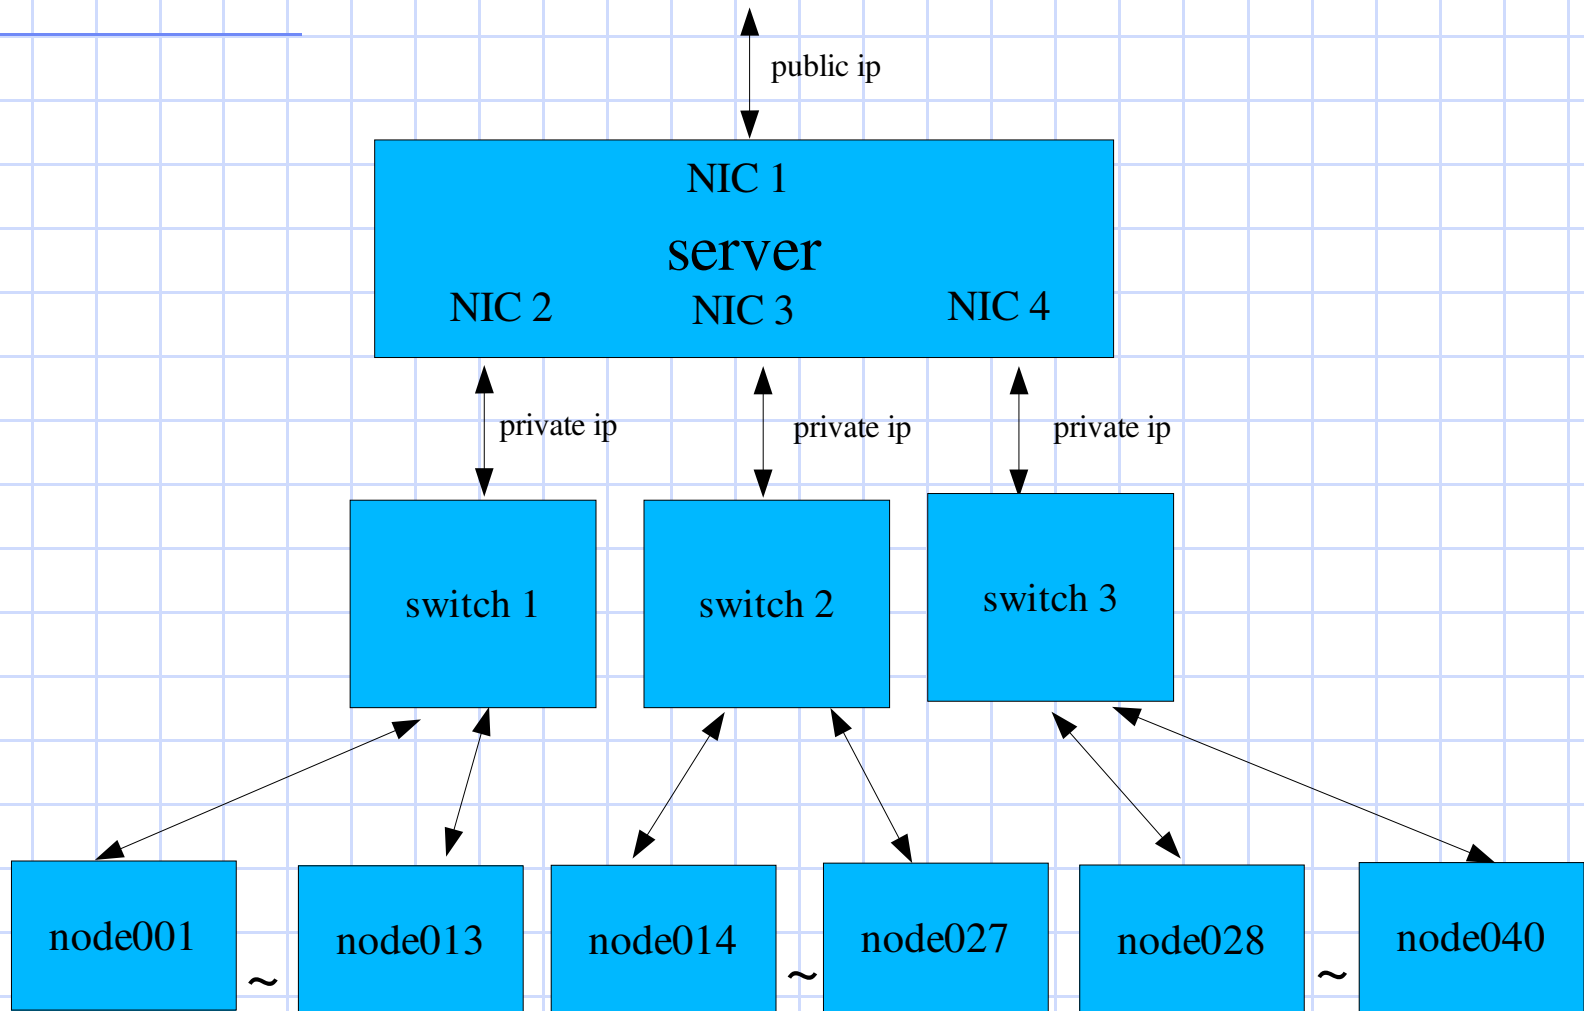 public ip
NIC 1
server
NIC 2
NIC 3
NIC 4
private ip
private ip
private ip
switch 1
switch 2
switch 3
node001
~
node013
node014
~
node027
node028
~
node040